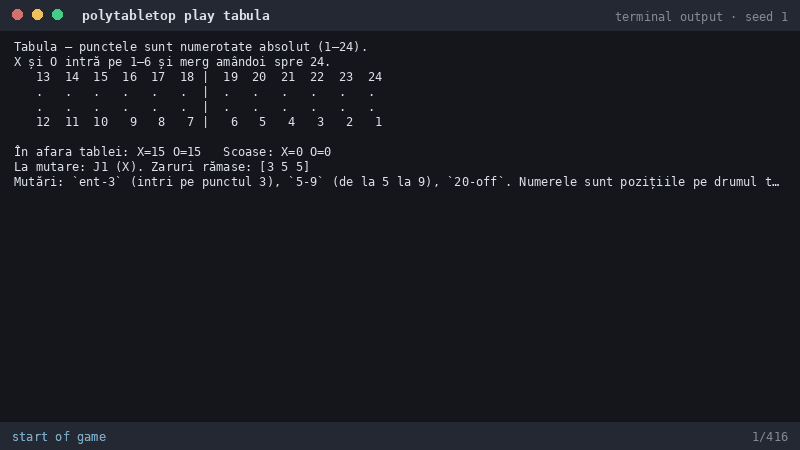 polytabletop play tabula
terminal output · seed 1
Tabula — punctele sunt numerotate absolut (1–24).
X și O intră pe 1–6 și merg amândoi spre 24.
13 14 15 16 17 18 | 19 20 21 22 23 24
. . . . . . | . . . . . .
. . . . . . | . . . . . .
12 11 10 9 8 7 | 6 5 4 3 2 1
În afara tablei: X=15 O=15 Scoase: X=0 O=0
La mutare: J1 (X). Zaruri rămase: [3 5 5]
Mutări: `ent-3` (intri pe punctul 3), `5-9` (de la 5 la 9), `20-off`. Numerele sunt pozițiile pe drumul t…
start of game
1/416